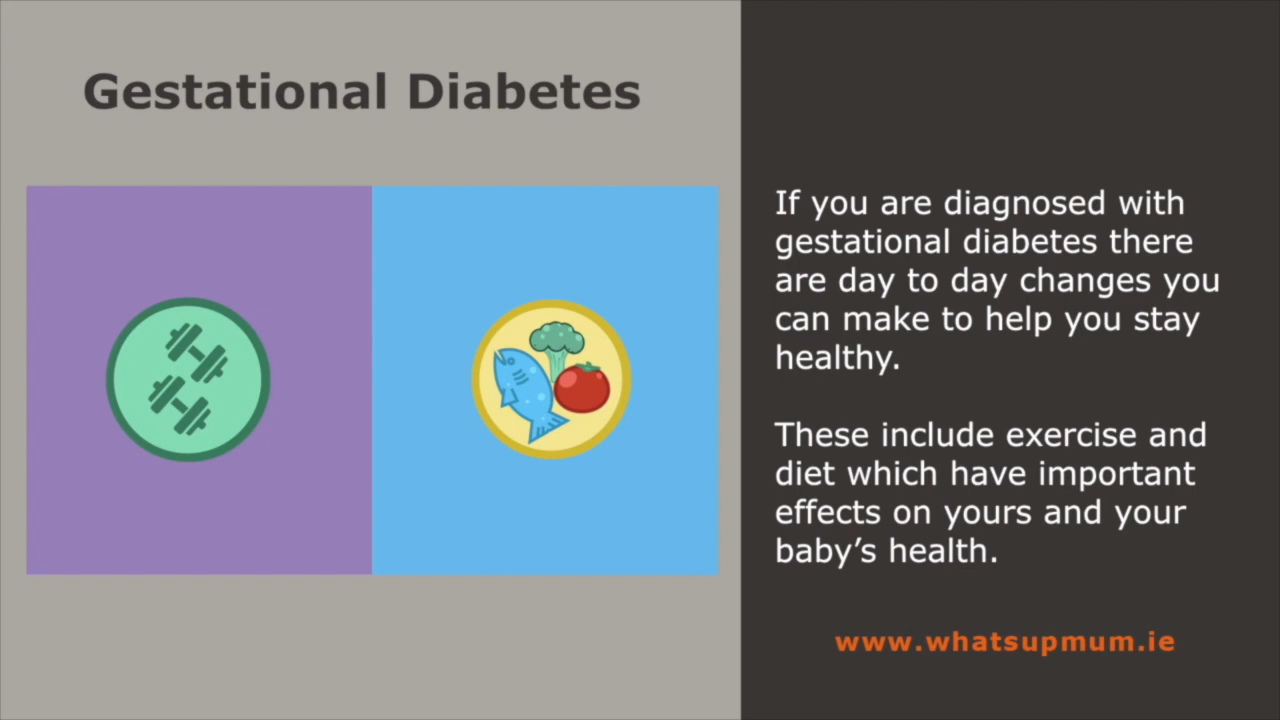 Gestational Diabetes
If you are diagnosed with
gestational diabetes there
are day to day changes you
can make to help you stay
healthy.
These include exercise and
diet which have important
effects on yours and your
baby’s health.
www.whatsupmum.ie